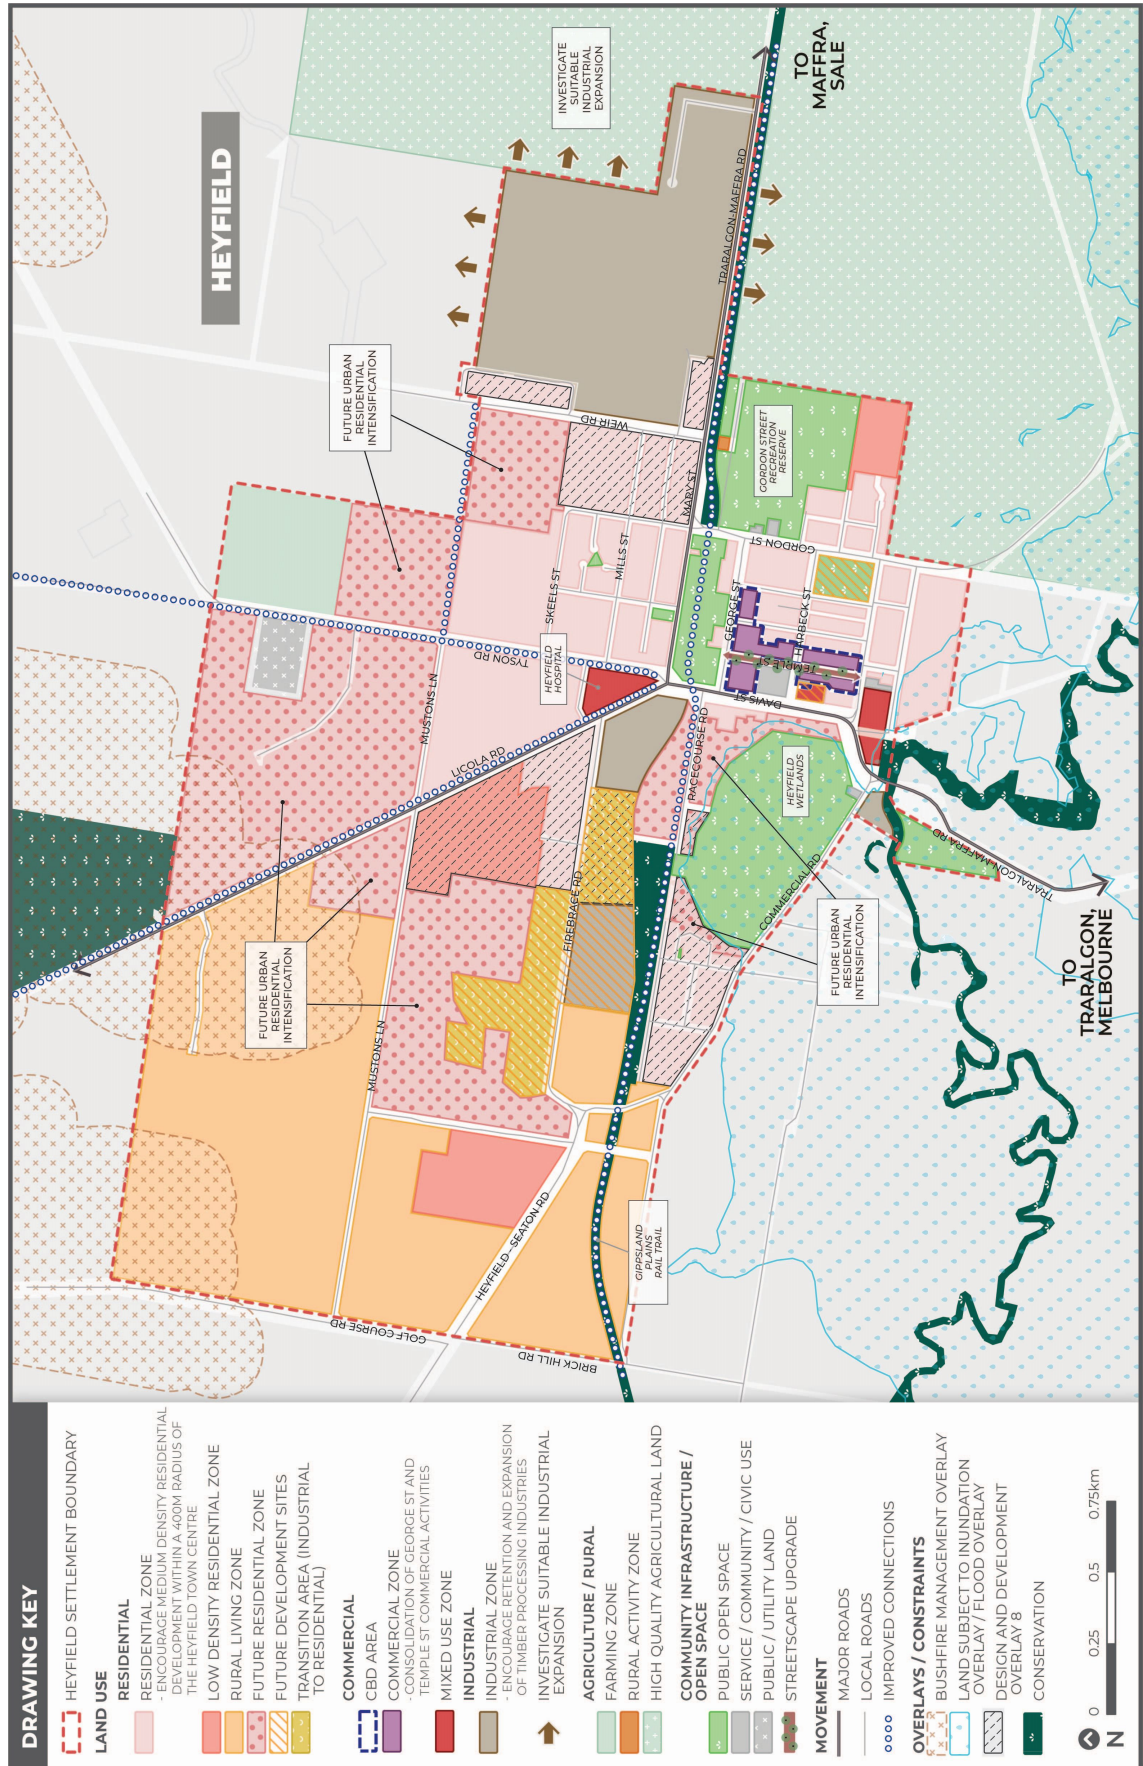 DRAWING KEY
HEYFIELD SETTLEMENT BOUNDARY
LAND USE
RESIDENTIAL
RESIDENTIAL ZONE
- ENCOURAGE MEDIUM DENSITY RESIDENTIAL
DEVELOPMENT WITHIN A 400M RADIUS OF
THE HEYFIELD TOWN CENTRE
LOW DENSITY RESIDENTIAL ZONE
RURAL LIVING ZONE
FUTURE RESIDENTIAL ZONE
FUTURE DEVELOPMENT SITES
TRANSITION AREA (INDUSTRIAL
TO RESIDENTIAL)
COMMERCIAL
CBD AREA
COMMERCIAL ZONE
- CONSOLIDATION OF GEORGE ST AND
TEMPLE ST COMMERCIAL ACTIVITIES
MIXED USE ZONE
INDUSTRIAL
INDUSTRIAL ZONE
- ENCOURAGE RETENTION AND EXPANSION
OF TIMBER PROCESSING INDUSTRIES
INVESTIGATE SUITABLE INDUSTRIAL
EXPANSION
AGRICULTURE / RURAL
FARMING ZONE
RURAL ACTIVITY ZONE
HIGH QUALITY AGRICULTURAL LAND
COMMUNITY INFRASTRUCTURE /
OPEN SPACE
PUBLIC OPEN SPACE
SERVICE / COMMUNITY / CIVIC USE
PUBLIC / UTILITY LAND
STREETSCAPE UPGRADE
MOVEMENT
MAJOR ROADS
LOCAL ROADS
IMPROVED CONNECTIONS
OVERLAYS / CONSTRAINTS
BUSHFIRE MANAGEMENT OVERLAY
LAND SUBJECT TO INUNDATION
OVERLAY / FLOOD OVERLAY
DESIGN AND DEVELOPMENT
OVERLAY 8
CONSERVATION
N
0
0.25
0.5
0.75km
HEYFIELD
INVESTIGATE
SUITABLE
INDUSTRIAL
EXPANSION
TO
MAFFRA,
SALE
FUTURE URBAN
RESIDENTIAL
INTENSIFICATION
FUTURE URBAN
RESIDENTIAL
INTENSIFICATION
FUTURE URBAN
RESIDENTIAL
INTENSIFICATION
GOLF COURSE RD
BRICK HILL RD
HEYFIELD - SEATON RD
MUSTONS LN
MUSTONS LN
LICOLA RD
TYSON RD
FIREBRACE RD
SKEELS ST
MILLS ST
WEIR RD
MARY ST
TRARALGON-MAFFRA RD
HEYFIELD
HOSPITAL
RACECOURSE RD
DAVIS ST
GEORGE ST
TEMPLE ST
HARBECK ST
GORDON ST
GORDON STREET
RECREATION
RESERVE
HEYFIELD
WETLANDS
COMMERCIAL RD
GIPPSLAND
PLAINS
RAIL TRAIL
TRARALGON-MAFFRA RD
TO
TRARALGON,
MELBOURNE